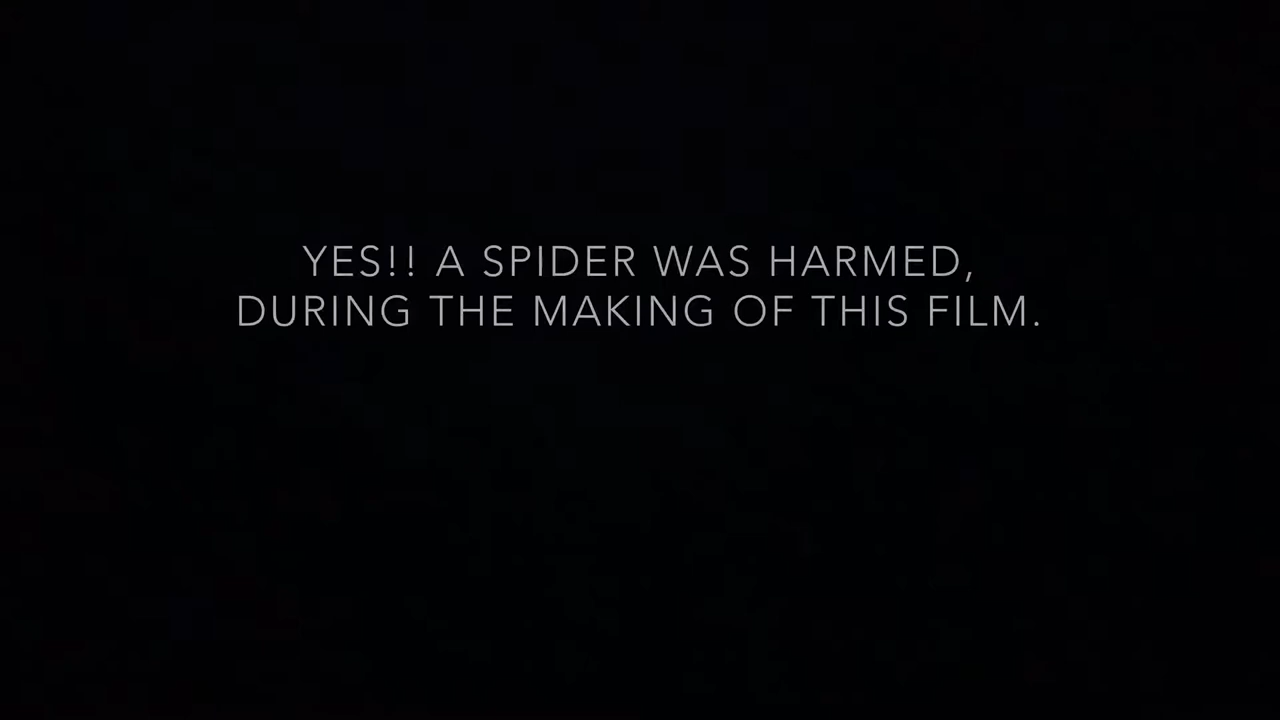 YES!! A SPIDER WAS HARMED,
DURING THE MAKING OF THIS FILM.